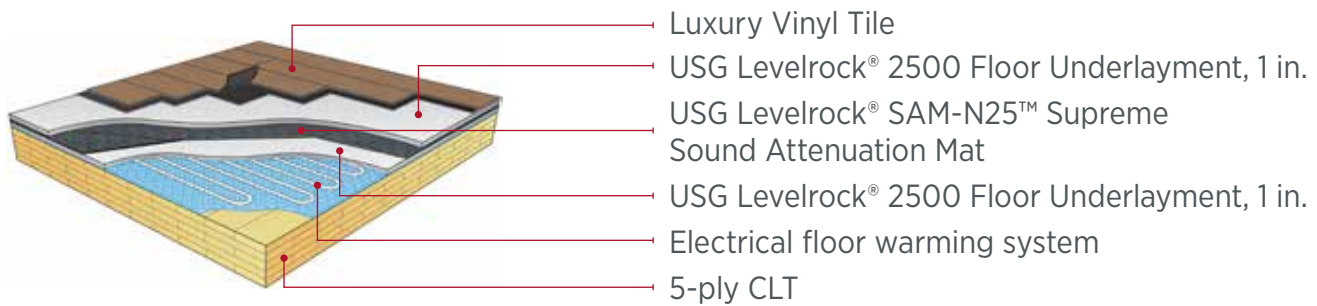 Luxury Vinyl Tile
USG Levelrock® 2500 Floor Underlayment, 1 in.
USG Levelrock® SAM-N25™ Supreme
Sound Attenuation Mat
USG Levelrock® 2500 Floor Underlayment, 1 in.
Electrical floor warming system
5-ply CLT